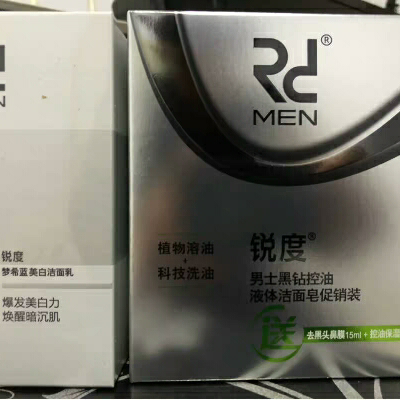 MEN
锐度
梦希蓝美白洁面乳
爆发美白力
焕醒暗沉肌
Rd®
MEN
植物溶油
+
科技洗油
锐度®
男士黑钻控油
液体洁面皂促销装
送
去黑头鼻膜15ml+控油保湿